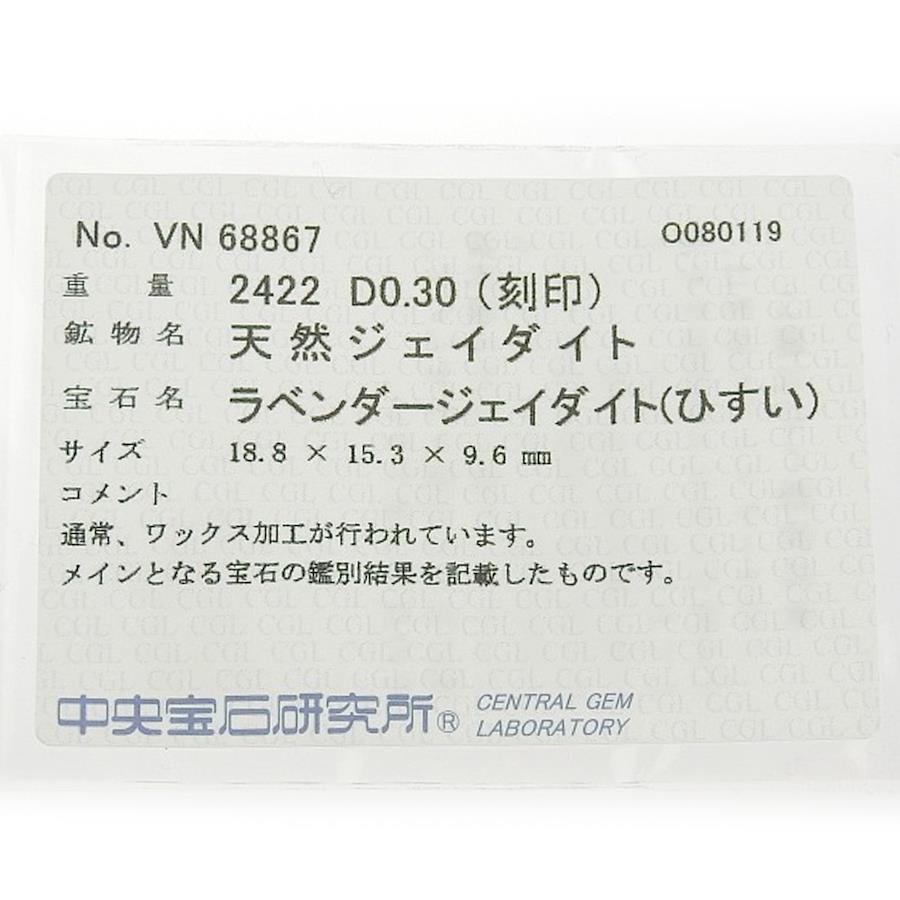 No. VN 68867 O080119
重量 2422 D0.30 (刻印)
鉱物名 天然ジェイダイト
宝石名 ラベンダージェイダイト(ひすい)
サイズ 18.8 × 15.3 × 9.6 mm
コメント
通常、ワックス加工が行われています。
メインとなる宝石の鑑別結果を記載したものです。
中央宝石研究所® CENTRAL GEM
LABORATORY